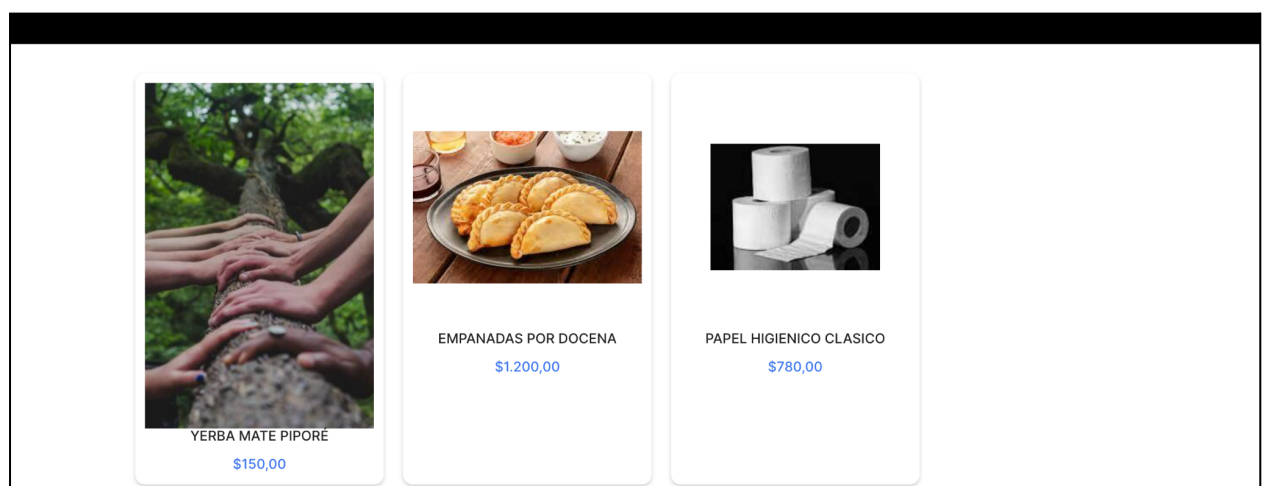 YERBA MATE PIPORÉ
$150,00
EMPANADAS POR DOCENA
$1.200,00
PAPEL HIGIENICO CLASICO
$780,00